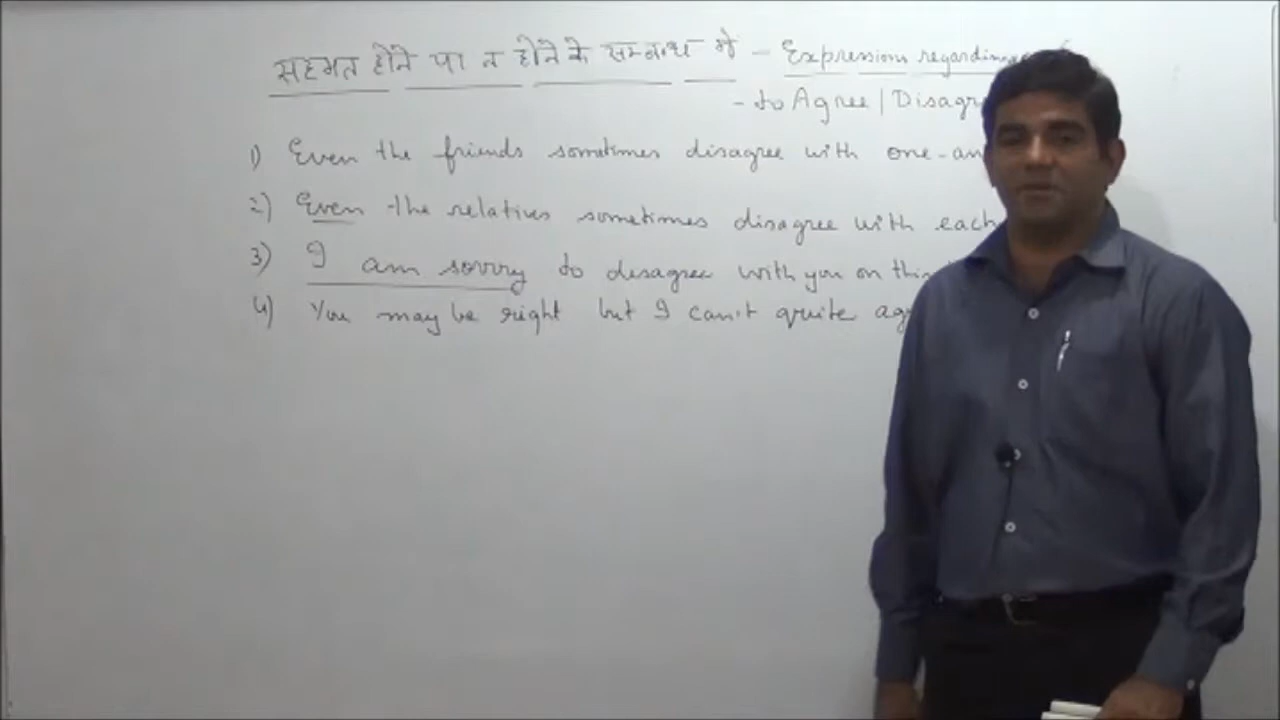 सहमत होने या न होने के सम्बन्ध में - Expressions regarding
- to Agree / Disagr
1) Even the friends sometimes disagree with one-an
2) Even the relatives sometimes disagree with each
3) I am sorry to disagree with you on this
4) You may be right but I can't quite ag